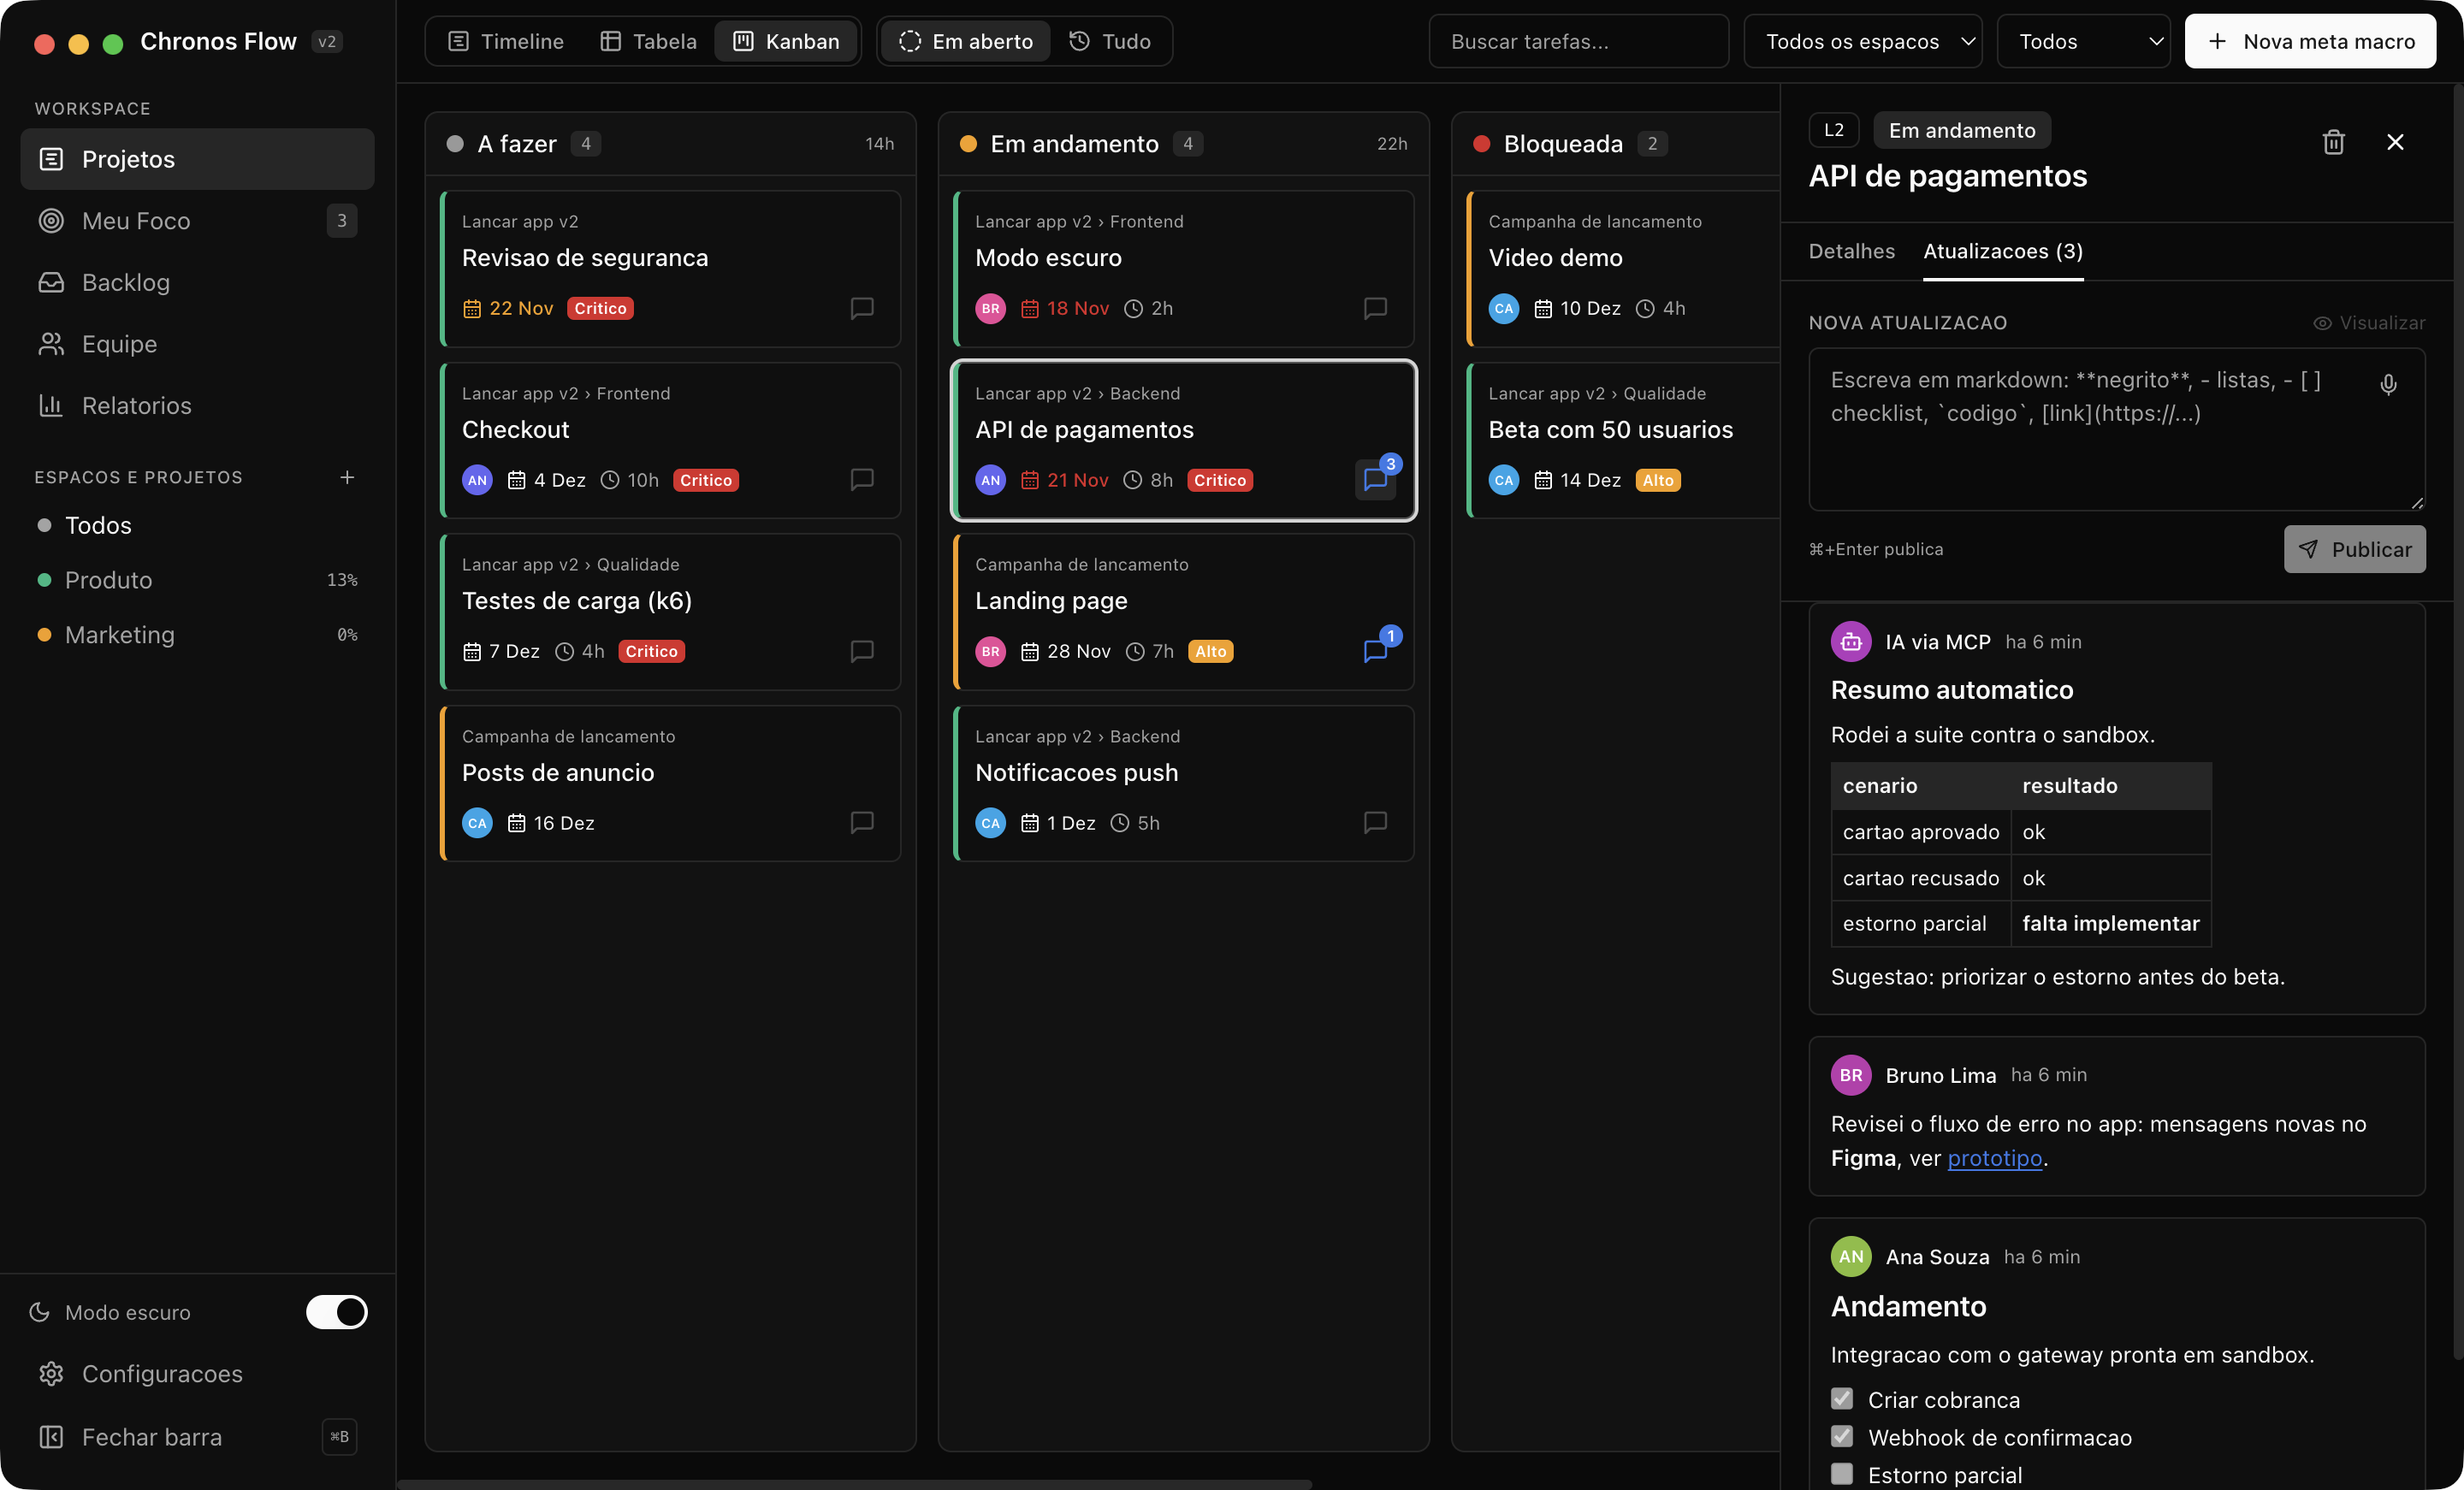 Chronos Flow v2
WORKSPACE
Projetos
Meu Foco 3
Backlog
Equipe
Relatorios
ESPACOS E PROJETOS
Todos
Produto 13%
Marketing 0%
Modo escuro
Configuracoes
Fechar barra ⌘B
Timeline Tabela Kanban Em aberto Tudo
Buscar tarefas... Todos os espacos Todos Nova meta macro
A fazer 4 14h
Lancar app v2
Revisao de seguranca
22 Nov Critico
Lancar app v2 › Frontend
Checkout
AN 4 Dez 10h Critico
Lancar app v2 › Qualidade
Testes de carga (k6)
7 Dez 4h Critico
Campanha de lancamento
Posts de anuncio
CA 16 Dez
Em andamento 4 22h
Lancar app v2 › Frontend
Modo escuro
BR 18 Nov 2h
Lancar app v2 › Backend
API de pagamentos
AN 21 Nov 8h Critico 3
Campanha de lancamento
Landing page
BR 28 Nov 7h Alto 1
Lancar app v2 › Backend
Notificacoes push
CA 1 Dez 5h
Bloqueada 2
Campanha de lancamento
Video demo
CA 10 Dez 4h
Lancar app v2 › Qualidade
Beta com 50 usuarios
CA 14 Dez Alto
L2 Em andamento
API de pagamentos
Detalhes Atualizacoes (3)
NOVA ATUALIZACAO Visualizar
Escreva em markdown: **negrito**, - listas, - [ ]
checklist, `codigo`, [link](https://...)
⌘+Enter publica Publicar
IA via MCP ha 6 min
Resumo automatico
Rodei a suite contra o sandbox.
cenario resultado
cartao aprovado ok
cartao recusado ok
estorno parcial falta implementar
Sugestao: priorizar o estorno antes do beta.
BR Bruno Lima ha 6 min
Revisei o fluxo de erro no app: mensagens novas no
Figma, ver prototipo.
AN Ana Souza ha 6 min
Andamento
Integracao com o gateway pronta em sandbox.
Criar cobranca
Webhook de confirmacao
Estorno parcial